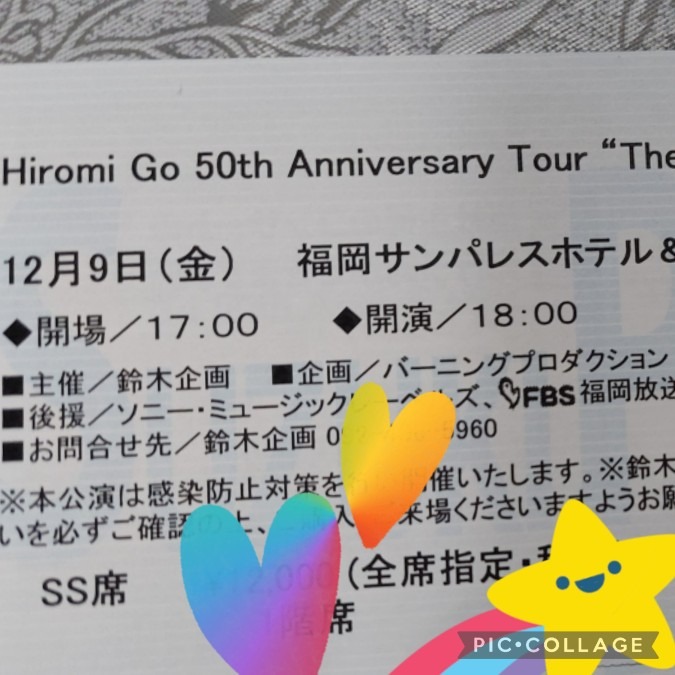 Hiromi Go 50th Anniversary Tour “The
12月9日（金） 福岡サンパレスホテル＆
◆開場／17：00 ◆開演／18：00
■主催／鈴木企画 ■企画／バーニングプロダクション
■後援／ソニー・ミュージックレーベルズ、FBS福岡放送
■お問合せ先／鈴木企画
※本公演は感染防止対策を 開催いたします。※鈴木
いを必ずご確認の上、ご購入 ご来場くださいますようお願
SS席 ¥12,000（全席指定・
1階席
PIC•COLLAGE